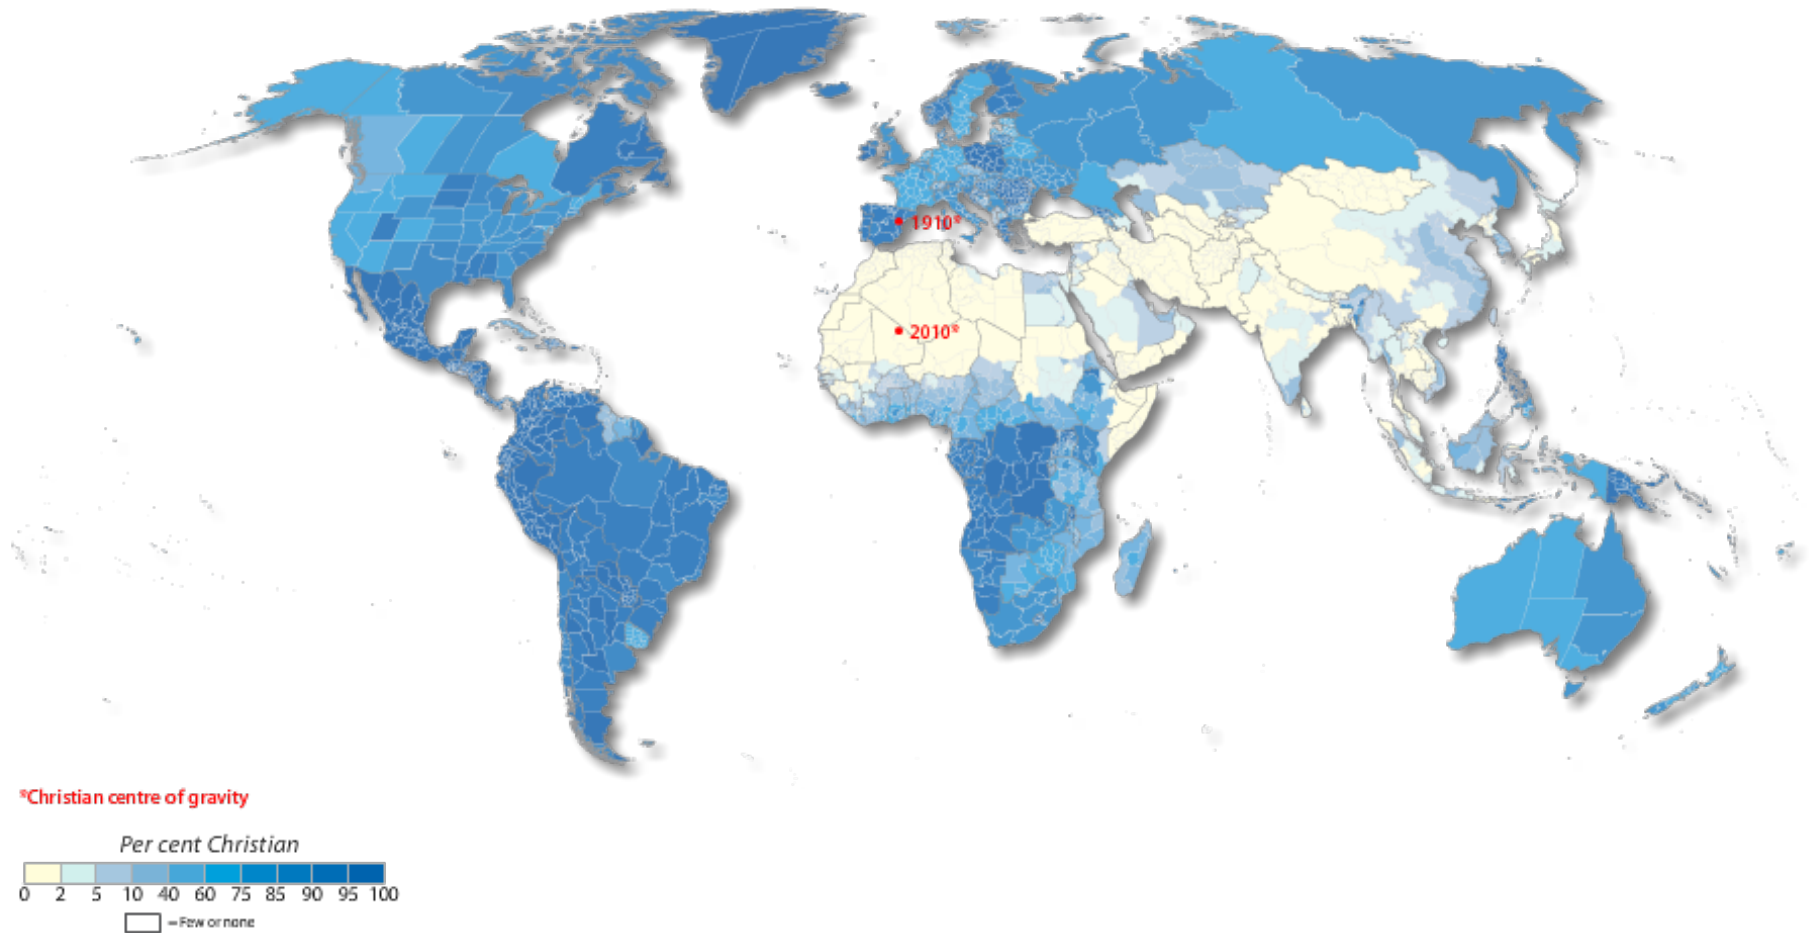 1910*
2010*
*Christian centre of gravity
Per cent Christian
0 2 5 10 40 60 75 85 90 95 100
= Few or none